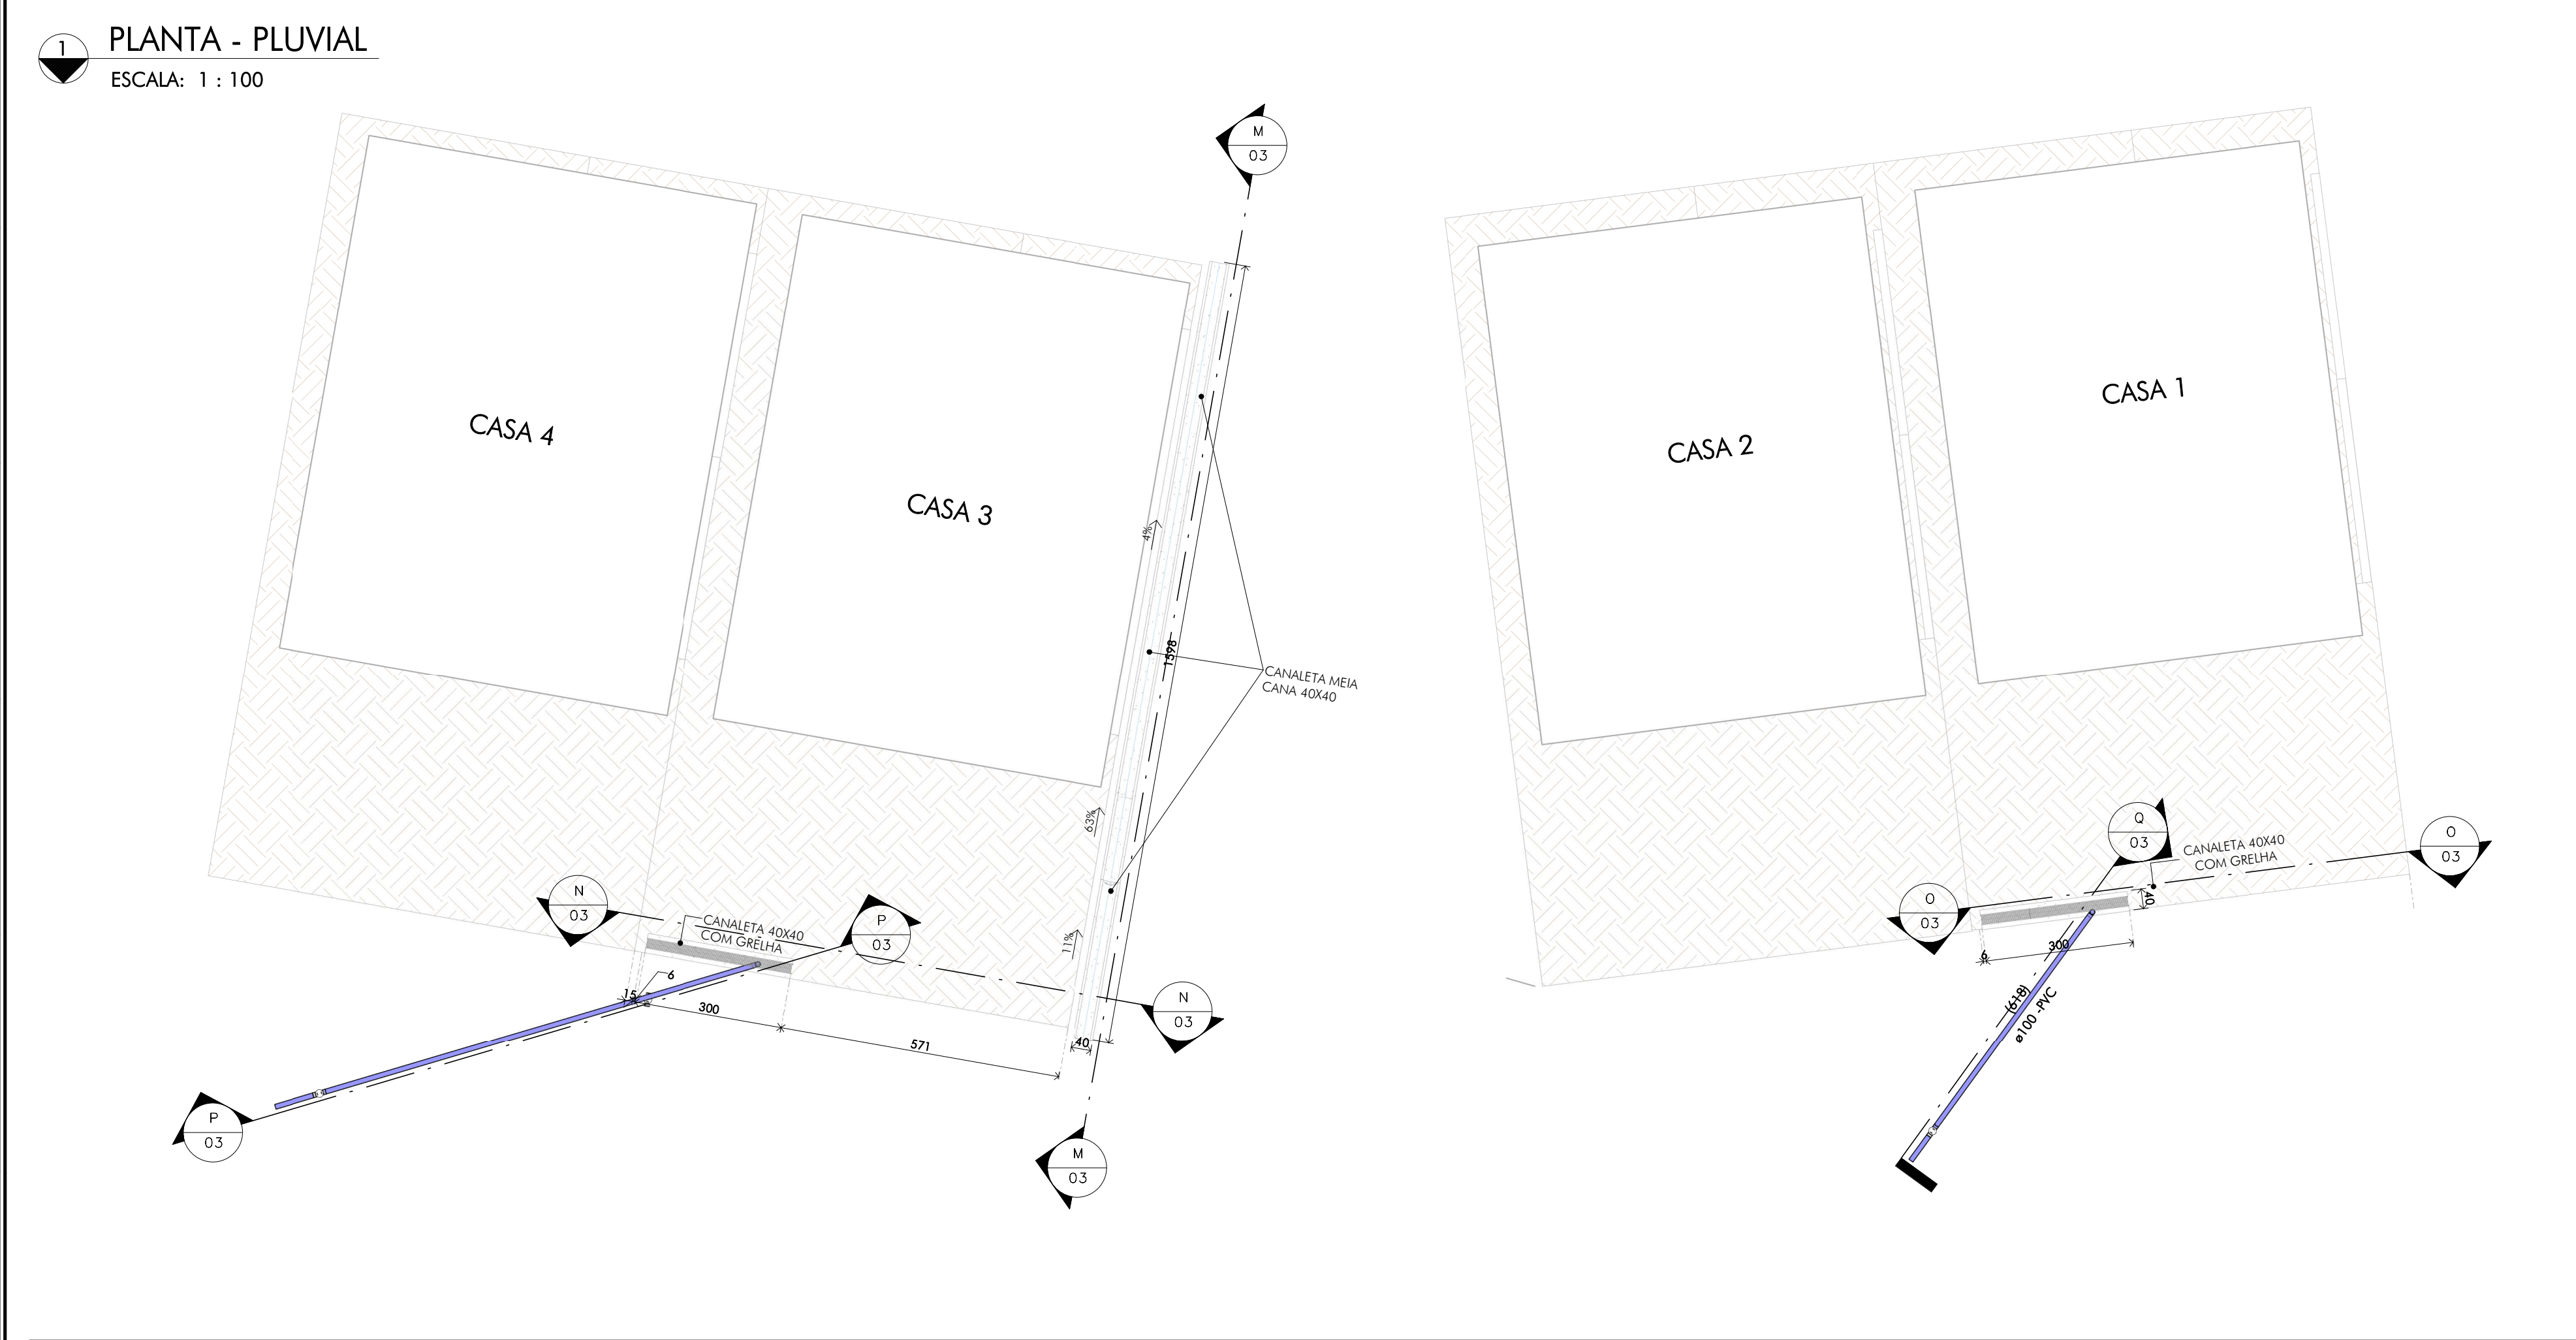 1
PLANTA - PLUVIAL
ESCALA: 1 : 100
M
03
CASA 4
CASA 3
4%
1598
CANALETA MEIA
CANA 40X40
63%
11%
N
03
CANALETA 40X40
COM GRELHA
P
03
6
15
300
571
40
N
03
P
03
M
03
CASA 2
CASA 1
Q
03
CANALETA 40X40
COM GRELHA
O
03
O
03
40
300
6
(618)
ø100 -PVC